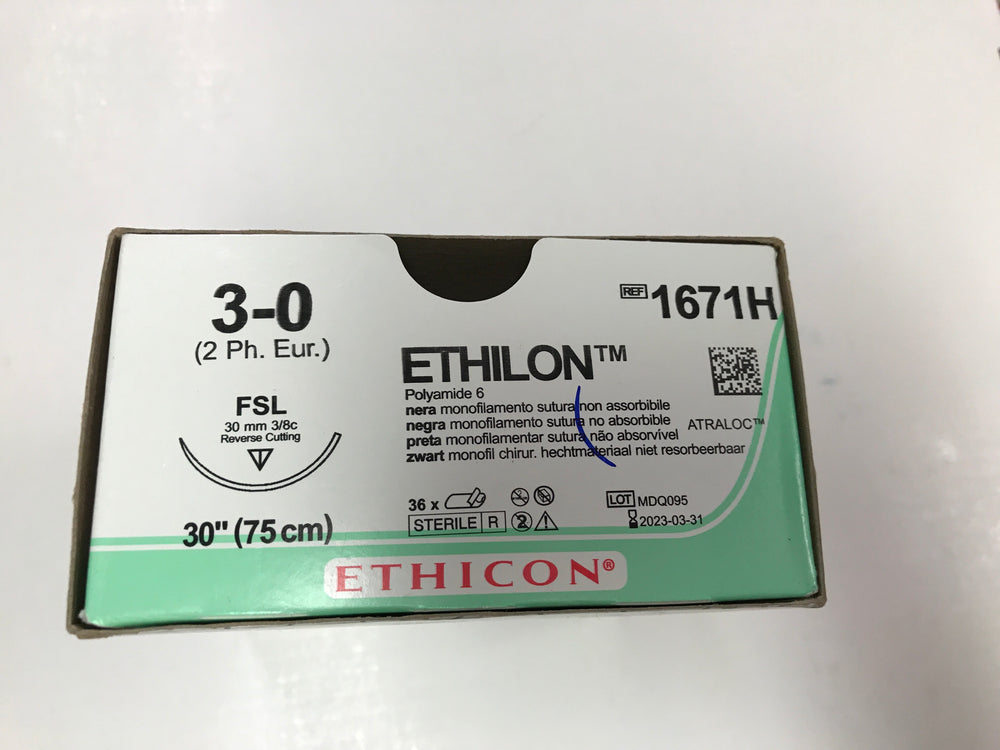 3-0
(2 Ph. Eur.)
FSL
30 mm 3/8c
Reverse Cutting
30" (75 cm)
REF 1671H
ETHILON™
Polyamide 6
nera monofilamento sutura non assorbibile
negra monofilamento sutura no absorbible
preta monofilamentar sutura não absorvível
zwart monofil chirur. hechtmateriaal niet resorbeerbaar
ATRALOC™
36 x
STERILE R
2
LOT MDQ095
2023-03-31
ETHICON®